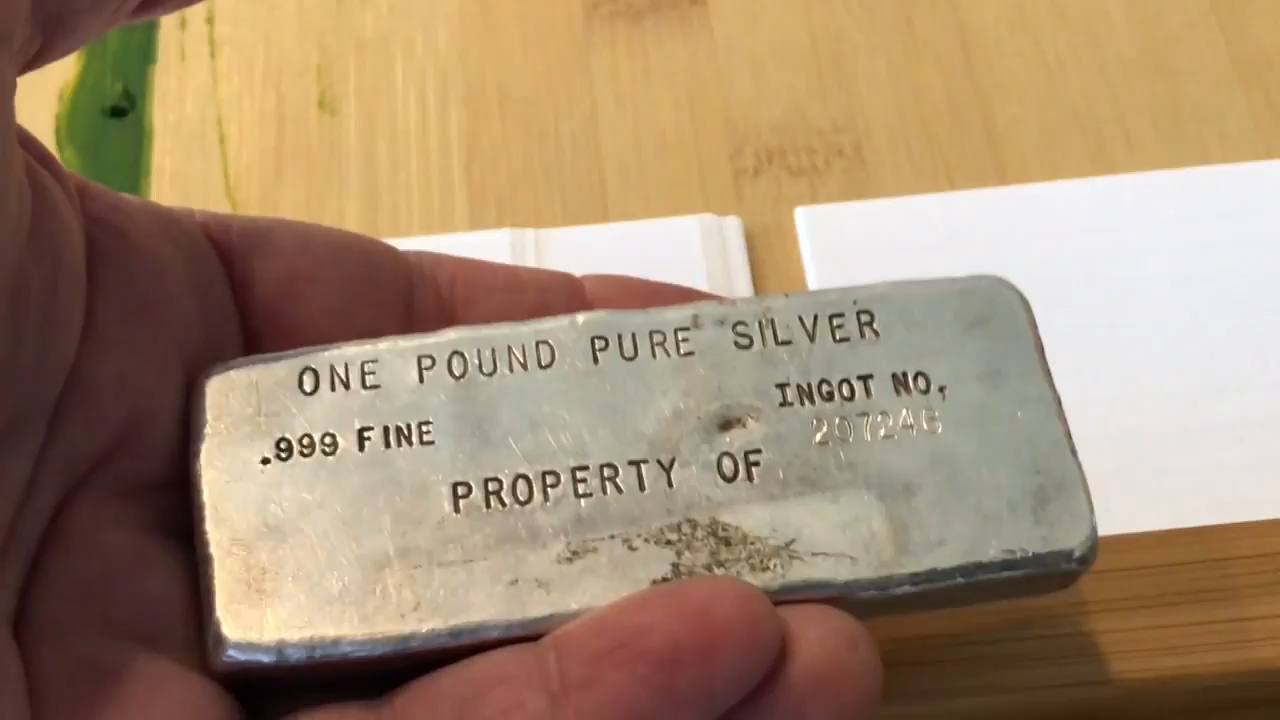 ONE POUND PURE SILVER
.999 FINE
INGOT NO.
207246
PROPERTY OF